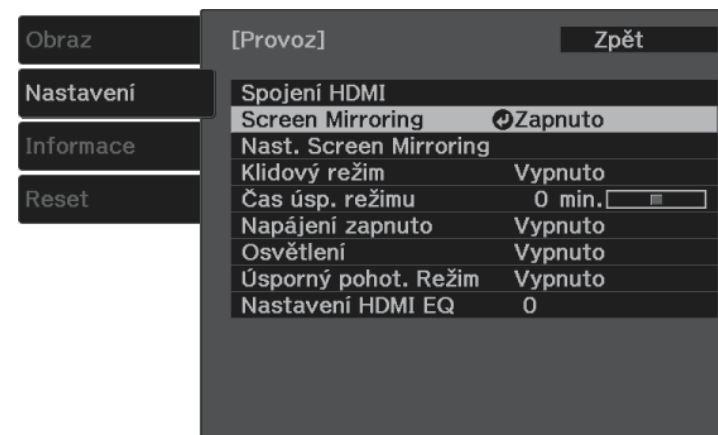 Obraz
Nastavení
Informace
Reset
[Provoz] Zpět
Spojení HDMI
Screen Mirroring Zapnuto
Nast. Screen Mirroring
Klidový režim Vypnuto
Čas úsp. režimu 0 min.
Napájení zapnuto Vypnuto
Osvětlení Vypnuto
Úsporný pohot. Režim Vypnuto
Nastavení HDMI EQ 0